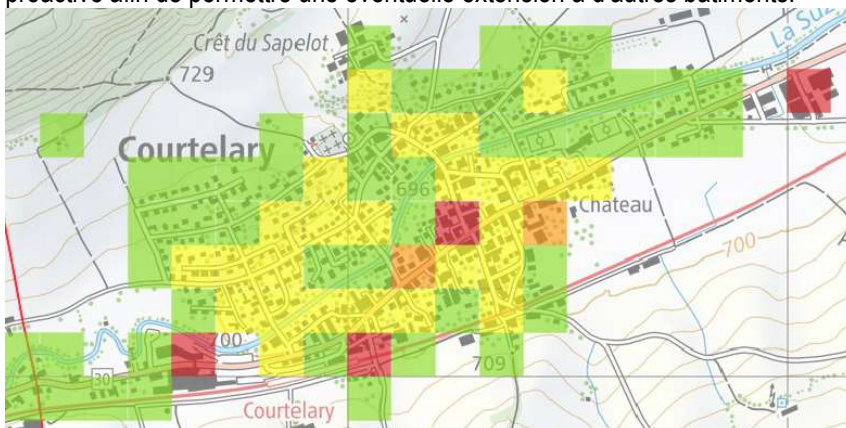 proactive afin de permettre une éventuelle extension à d'autres bâtiments.
Crêt du Sapelot
729
La Suz
Courtelary
696
Château
700
700
30
709
Courtelary